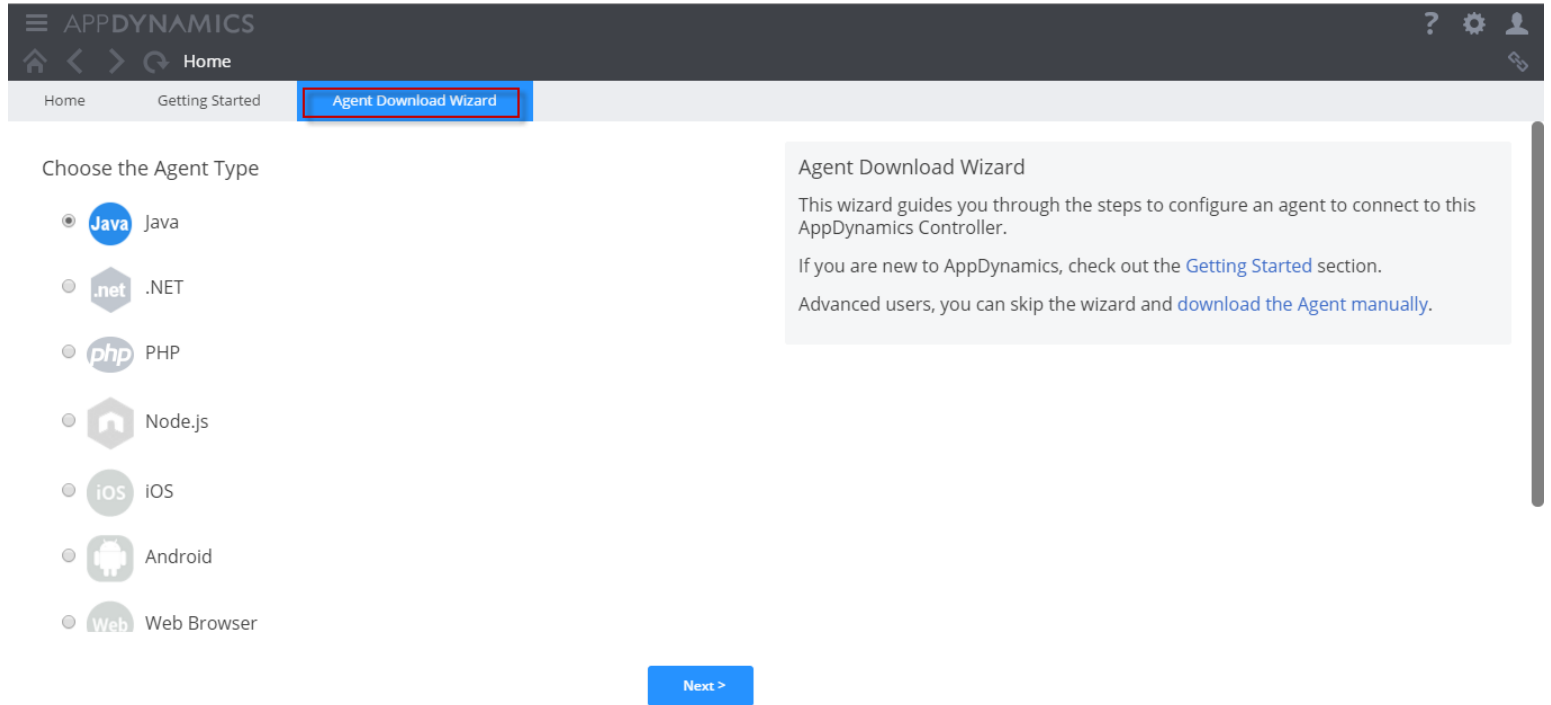 APPDYNAMICS
?
Home
Home Getting Started Agent Download Wizard
Choose the Agent Type
Java Java
.net .NET
php PHP
Node.js
iOS iOS
Android
Web Web Browser
Next >
Agent Download Wizard
This wizard guides you through the steps to configure an agent to connect to this
AppDynamics Controller.
If you are new to AppDynamics, check out the Getting Started section.
Advanced users, you can skip the wizard and download the Agent manually.